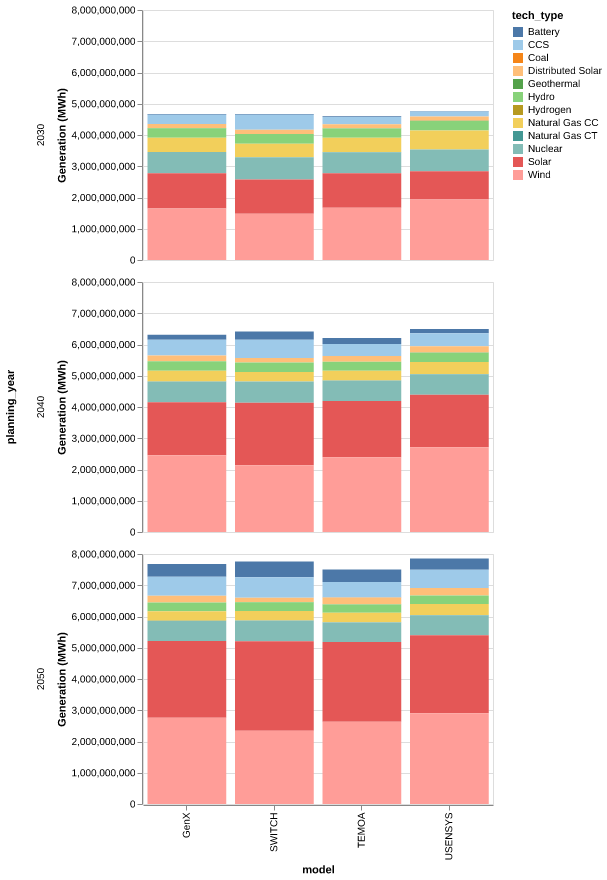 tech_type
Battery
CCS
Coal
Distributed Solar
Geothermal
Hydro
Hydrogen
Natural Gas CC
Natural Gas CT
Nuclear
Solar
Wind
planning_year
2030
Generation (MWh)
8,000,000,000
7,000,000,000
6,000,000,000
5,000,000,000
4,000,000,000
3,000,000,000
2,000,000,000
1,000,000,000
0
2040
Generation (MWh)
8,000,000,000
7,000,000,000
6,000,000,000
5,000,000,000
4,000,000,000
3,000,000,000
2,000,000,000
1,000,000,000
0
2050
Generation (MWh)
8,000,000,000
7,000,000,000
6,000,000,000
5,000,000,000
4,000,000,000
3,000,000,000
2,000,000,000
1,000,000,000
0
GenX
SWITCH
TEMOA
USENSYS
model